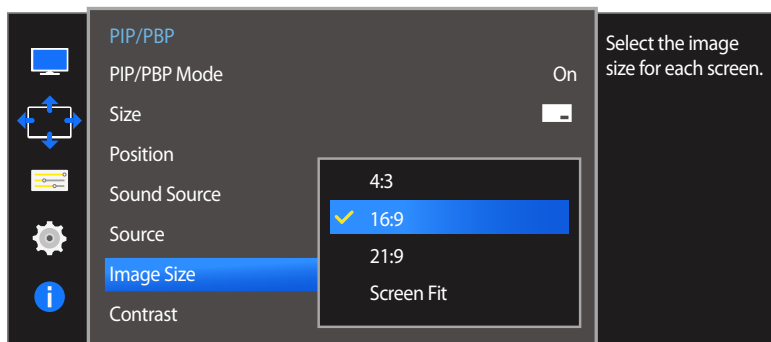 PIP/PBP
PIP/PBP Mode On
Size
Position
Sound Source
Source
Image Size
Contrast
4:3
16:9
21:9
Screen Fit
Select the image
size for each screen.